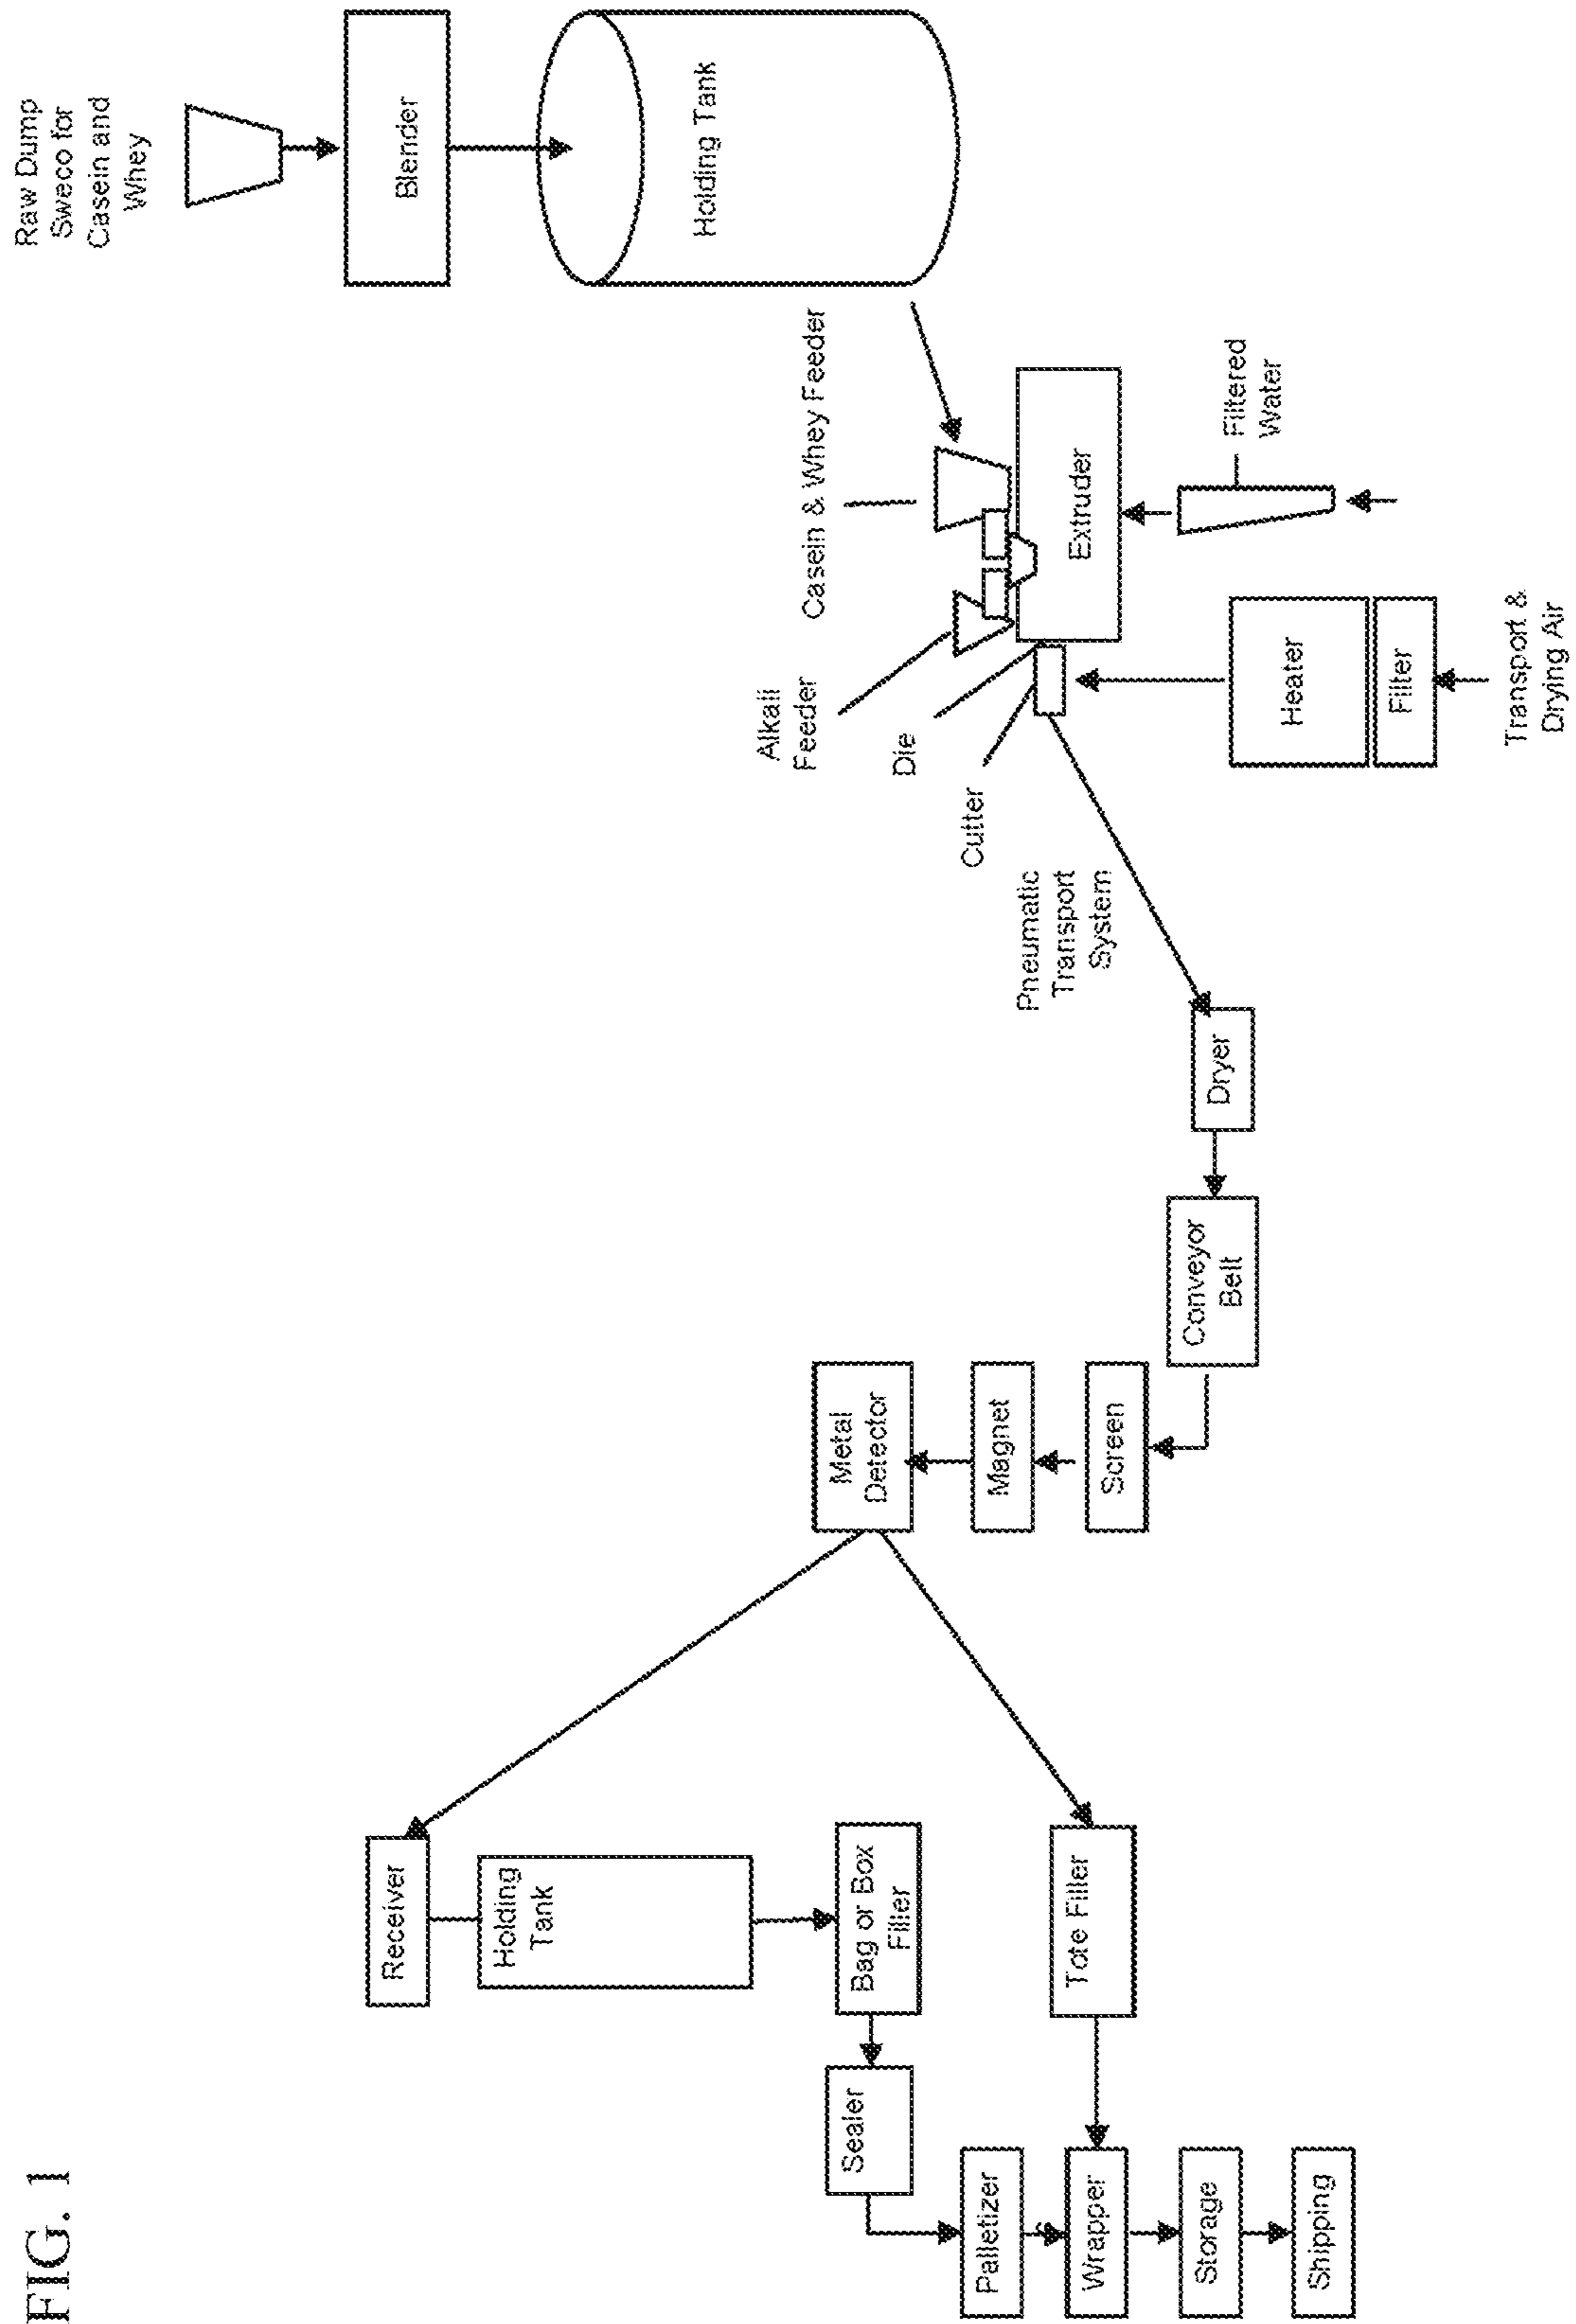 FIG. 1
Raw Dump
Sweco for
Casein and
Whey
Blender
Holding Tank
Casein & Whey Feeder
Alkali
Feeder
Die
Cutter
Extruder
Filtered
Water
Heater
Filter
Transport &
Drying Air
Pneumatic
Transport
System
Dryer
Conveyor
Belt
Screen
Magnet
Metal
Detector
Receiver
Holding
Tank
Bag or Box
Filler
Sealer
Tote Filler
Palletizer
Wrapper
Storage
Shipping